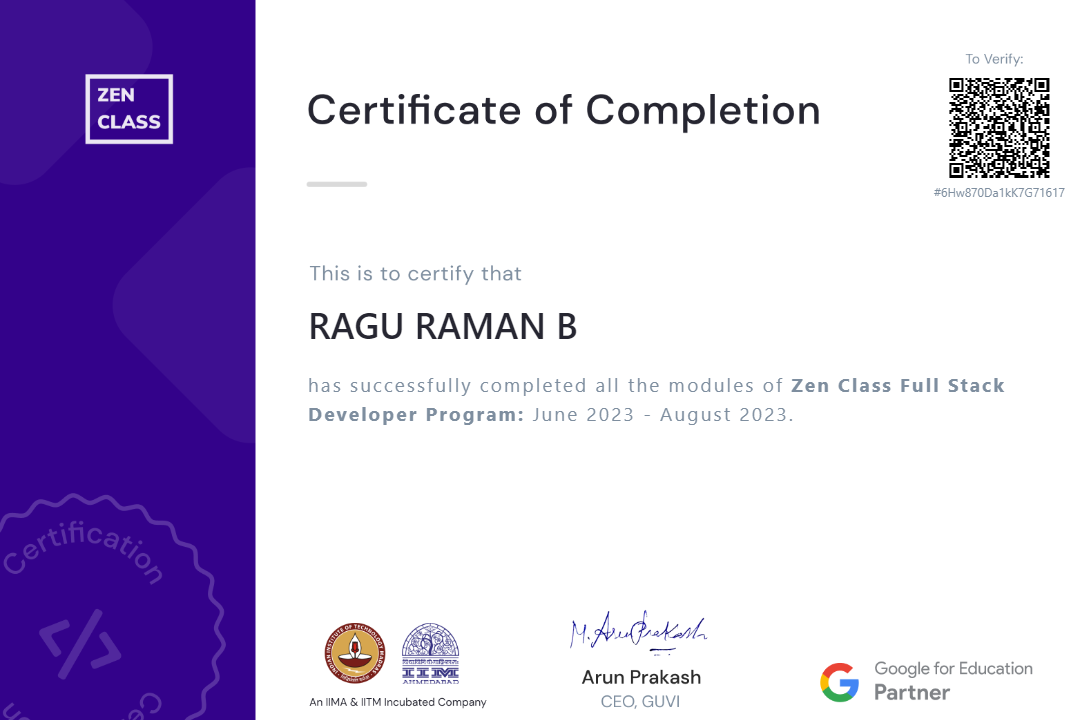 ZEN
CLASS
To Verify:
Certificate of Completion
#6Hw870Da1kK7G71617
This is to certify that
RAGU RAMAN B
has successfully completed all the modules of Zen Class Full Stack
Developer Program: June 2023 - August 2023.
Certification
INDIAN INSTITUTE OF TECHNOLOGY MADRAS
IIM
AHMEDABAD
An IIMA & IITM Incubated Company
M. Arun Prakash
Arun Prakash
CEO, GUVI
Google for Education
Partner